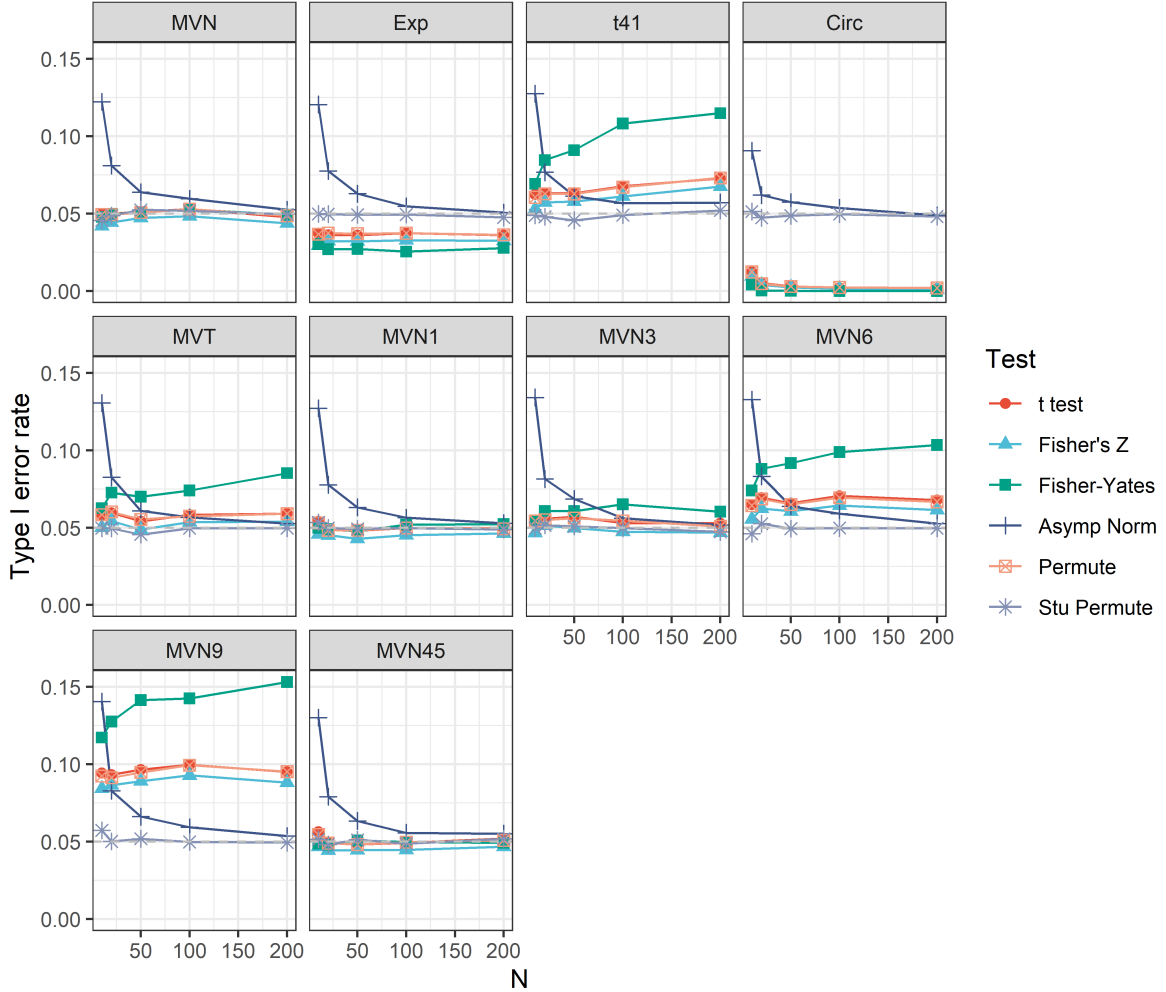 MVN Exp t41 Circ
0.15
0.10
0.05
0.00
MVT MVN1 MVN3 MVN6
0.15
0.10
0.05
0.00
50 100 150 200 50 100 150 200
MVN9 MVN45
0.15
0.10
0.05
0.00
50 100 150 200 50 100 150 200
N
Type I error rate
Test
t test
Fisher's Z
Fisher-Yates
Asymp Norm
Permute
Stu Permute